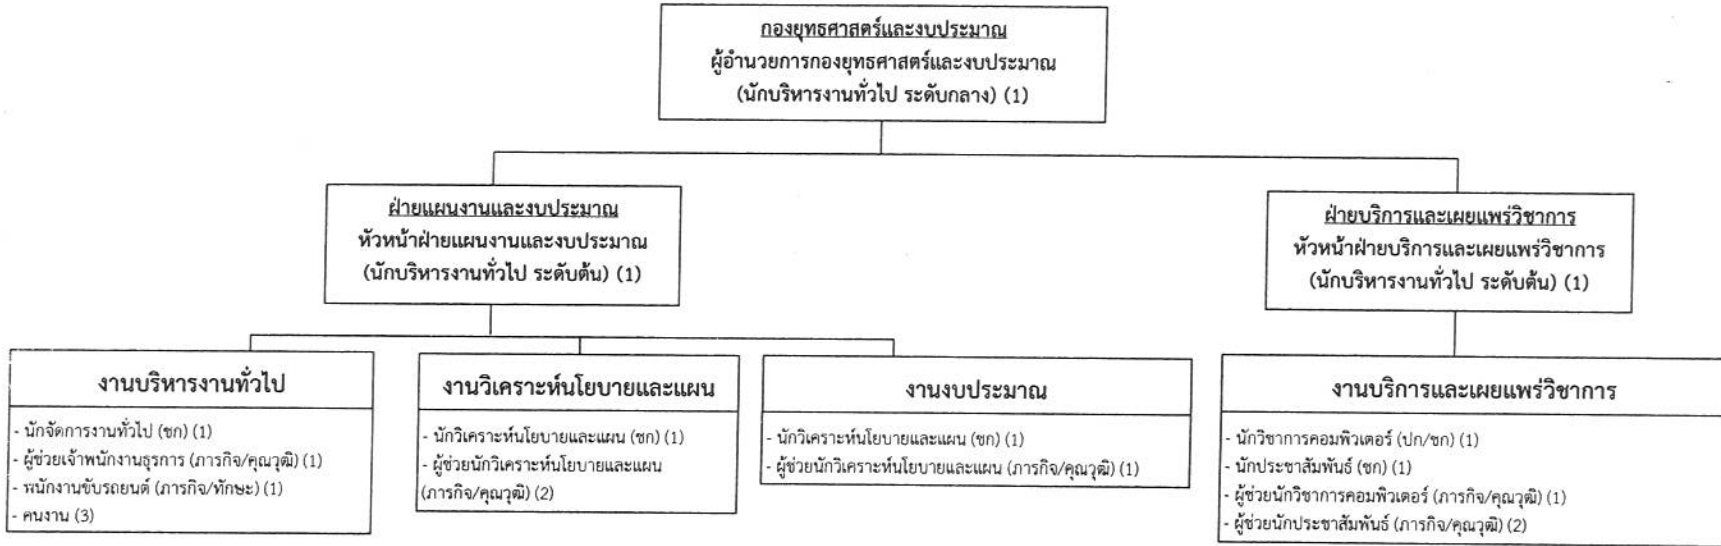 กองยุทธศาสตร์และงบประมาณ
ผู้อำนวยการกองยุทธศาสตร์และงบประมาณ
(นักบริหารงานทั่วไป ระดับกลาง) (1)
ฝ่ายแผนงานและงบประมาณ
หัวหน้าฝ่ายแผนงานและงบประมาณ
(นักบริหารงานทั่วไป ระดับต้น) (1)
ฝ่ายบริการและเผยแพร่วิชาการ
หัวหน้าฝ่ายบริการและเผยแพร่วิชาการ
(นักบริหารงานทั่วไป ระดับต้น) (1)
งานบริหารงานทั่วไป
- นักจัดการงานทั่วไป (ชก) (1)
- ผู้ช่วยเจ้าพนักงานธุรการ (ภารกิจ/คุณวุฒิ) (1)
- พนักงานขับรถยนต์ (ภารกิจ/ทักษะ) (1)
- คนงาน (3)
งานวิเคราะห์นโยบายและแผน
- นักวิเคราะห์นโยบายและแผน (ชก) (1)
- ผู้ช่วยนักวิเคราะห์นโยบายและแผน
(ภารกิจ/คุณวุฒิ) (2)
งานงบประมาณ
- นักวิเคราะห์นโยบายและแผน (ชก) (1)
- ผู้ช่วยนักวิเคราะห์นโยบายและแผน (ภารกิจ/คุณวุฒิ) (1)
งานบริการและเผยแพร่วิชาการ
- นักวิชาการคอมพิวเตอร์ (ปก/ชก) (1)
- นักประชาสัมพันธ์ (ชก) (1)
- ผู้ช่วยนักวิชาการคอมพิวเตอร์ (ภารกิจ/คุณวุฒิ) (1)
- ผู้ช่วยนักประชาสัมพันธ์ (ภารกิจ/คุณวุฒิ) (2)